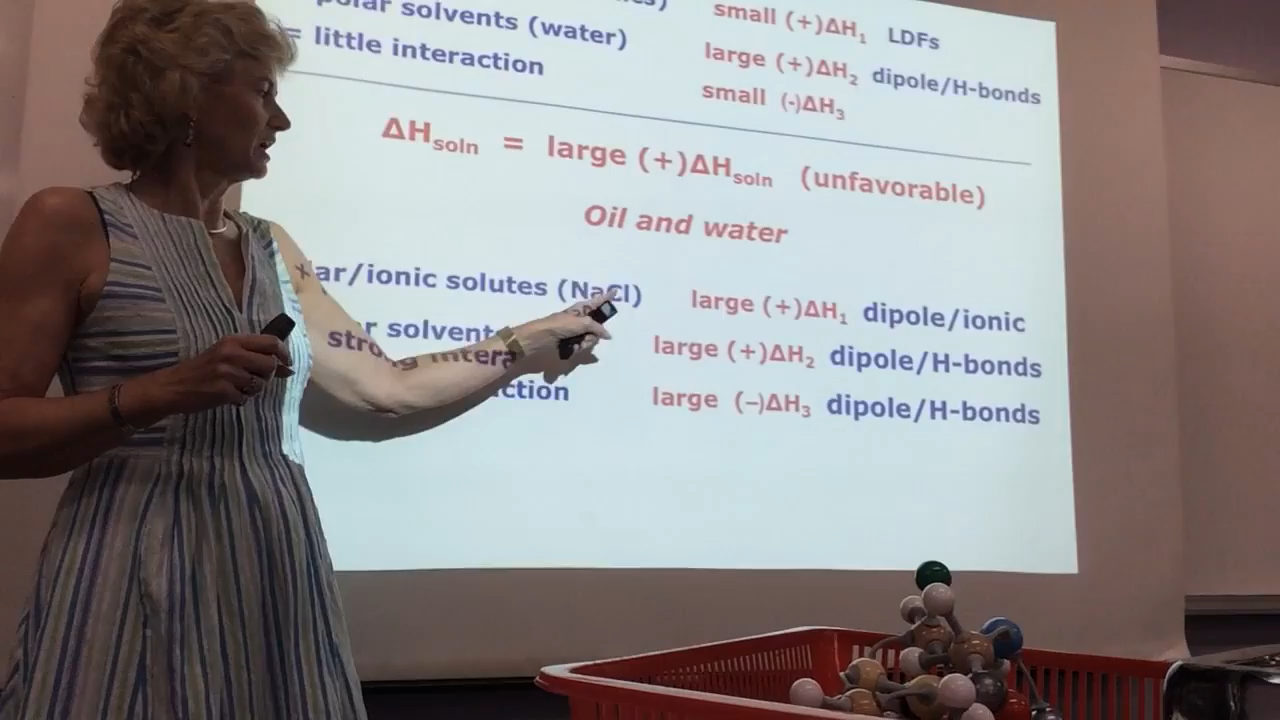 solvents (water)
= little interaction
small (+)ΔH₁ LDFs
large (+)ΔH₂ dipole/H-bonds
small (-)ΔH₃
ΔHsoln = large (+)ΔHsoln (unfavorable)
Oil and water
ar/ionic solutes (NaCl)
large (+)ΔH₁ dipole/ionic
r solvent
large (+)ΔH₂ dipole/H-bonds
ction
large (–)ΔH₃ dipole/H-bonds